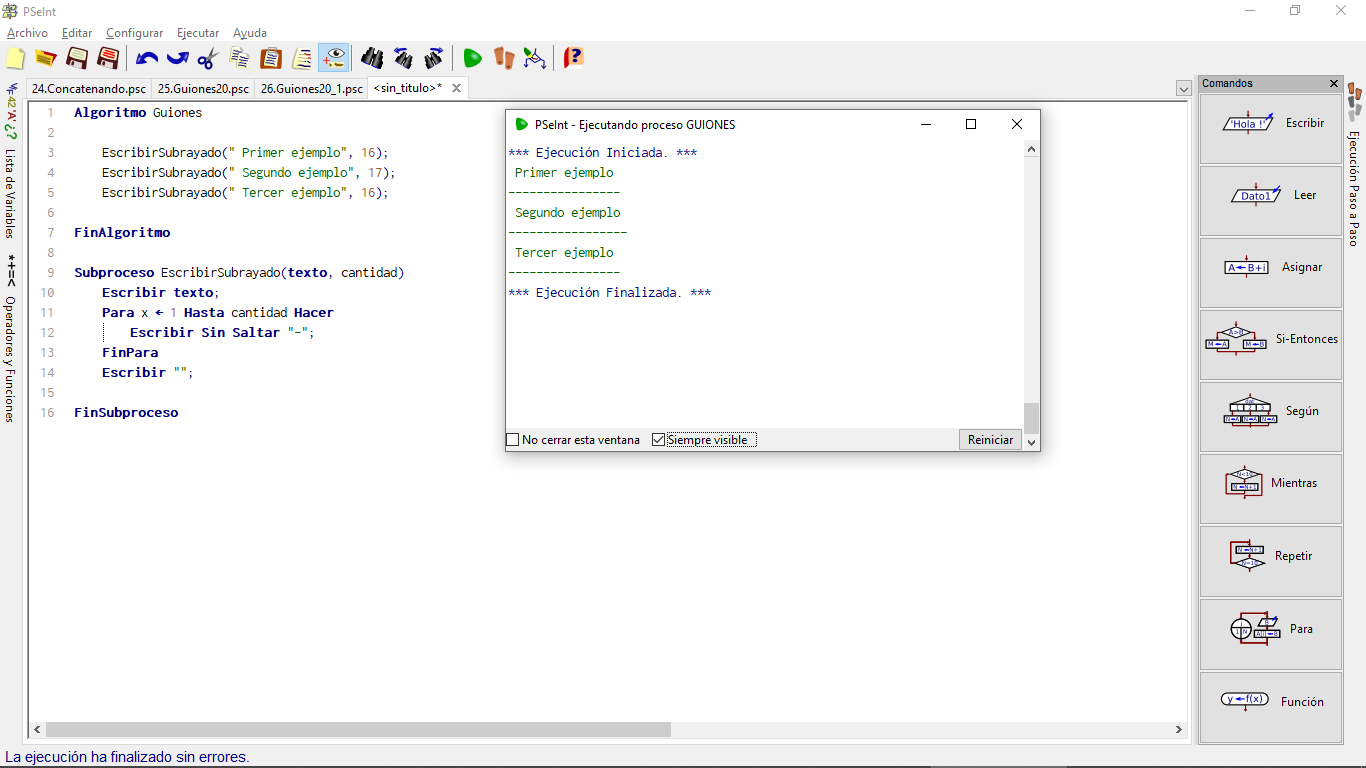 PSeInt
Archivo Editar Configurar Ejecutar Ayuda
24.Concatenando.psc 25.Guiones20.psc 26.Guiones20_1.psc <sin_titulo>*
Lista de Variables
*+=<
Operadores y Funciones
1 Algoritmo Guiones
2
3 EscribirSubrayado(" Primer ejemplo", 16);
4 EscribirSubrayado(" Segundo ejemplo", 17);
5 EscribirSubrayado(" Tercer ejemplo", 16);
6
7 FinAlgoritmo
8
9 Subproceso EscribirSubrayado(texto, cantidad)
10 Escribir texto;
11 Para x ← 1 Hasta cantidad Hacer
12 Escribir Sin Saltar "-";
13 FinPara
14 Escribir "";
15
16 FinSubproceso
PSeInt - Ejecutando proceso GUIONES
*** Ejecución Iniciada. ***
Primer ejemplo
----------------
Segundo ejemplo
-----------------
Tercer ejemplo
----------------
*** Ejecución Finalizada. ***
No cerrar esta ventana Siempre visible Reiniciar
Comandos
'Hola !' Escribir
Dato1 Leer
A←B+i Asignar
A>B M←A M←B Si-Entonces
Según
Mientras
Repetir
Para
y←f(x) Función
Ejecución Paso a Paso
La ejecución ha finalizado sin errores.